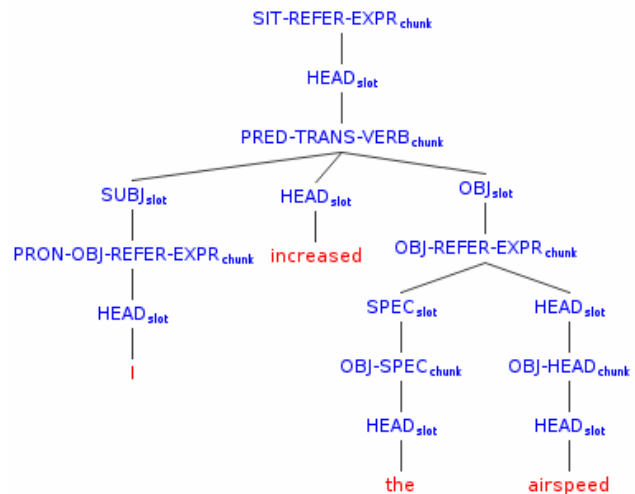 SIT-REFER-EXPRchunk
HEADslot
PRED-TRANS-VERBchunk
SUBJslot HEADslot OBJslot
PRON-OBJ-REFER-EXPRchunk increased OBJ-REFER-EXPRchunk
HEADslot SPECslot HEADslot
I OBJ-SPECchunk OBJ-HEADchunk
HEADslot HEADslot
the airspeed